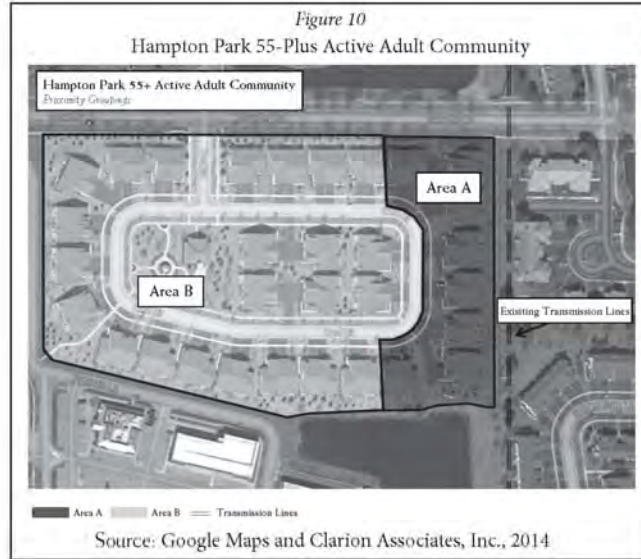 Figure 10
Hampton Park 55-Plus Active Adult Community
Hampton Park 55+ Active Adult Community
Proximity Groupings
Area A
Area B
Exisiting Transmission Lines
Area A Area B Transmission Lines
Source: Google Maps and Clarion Associates, Inc., 2014